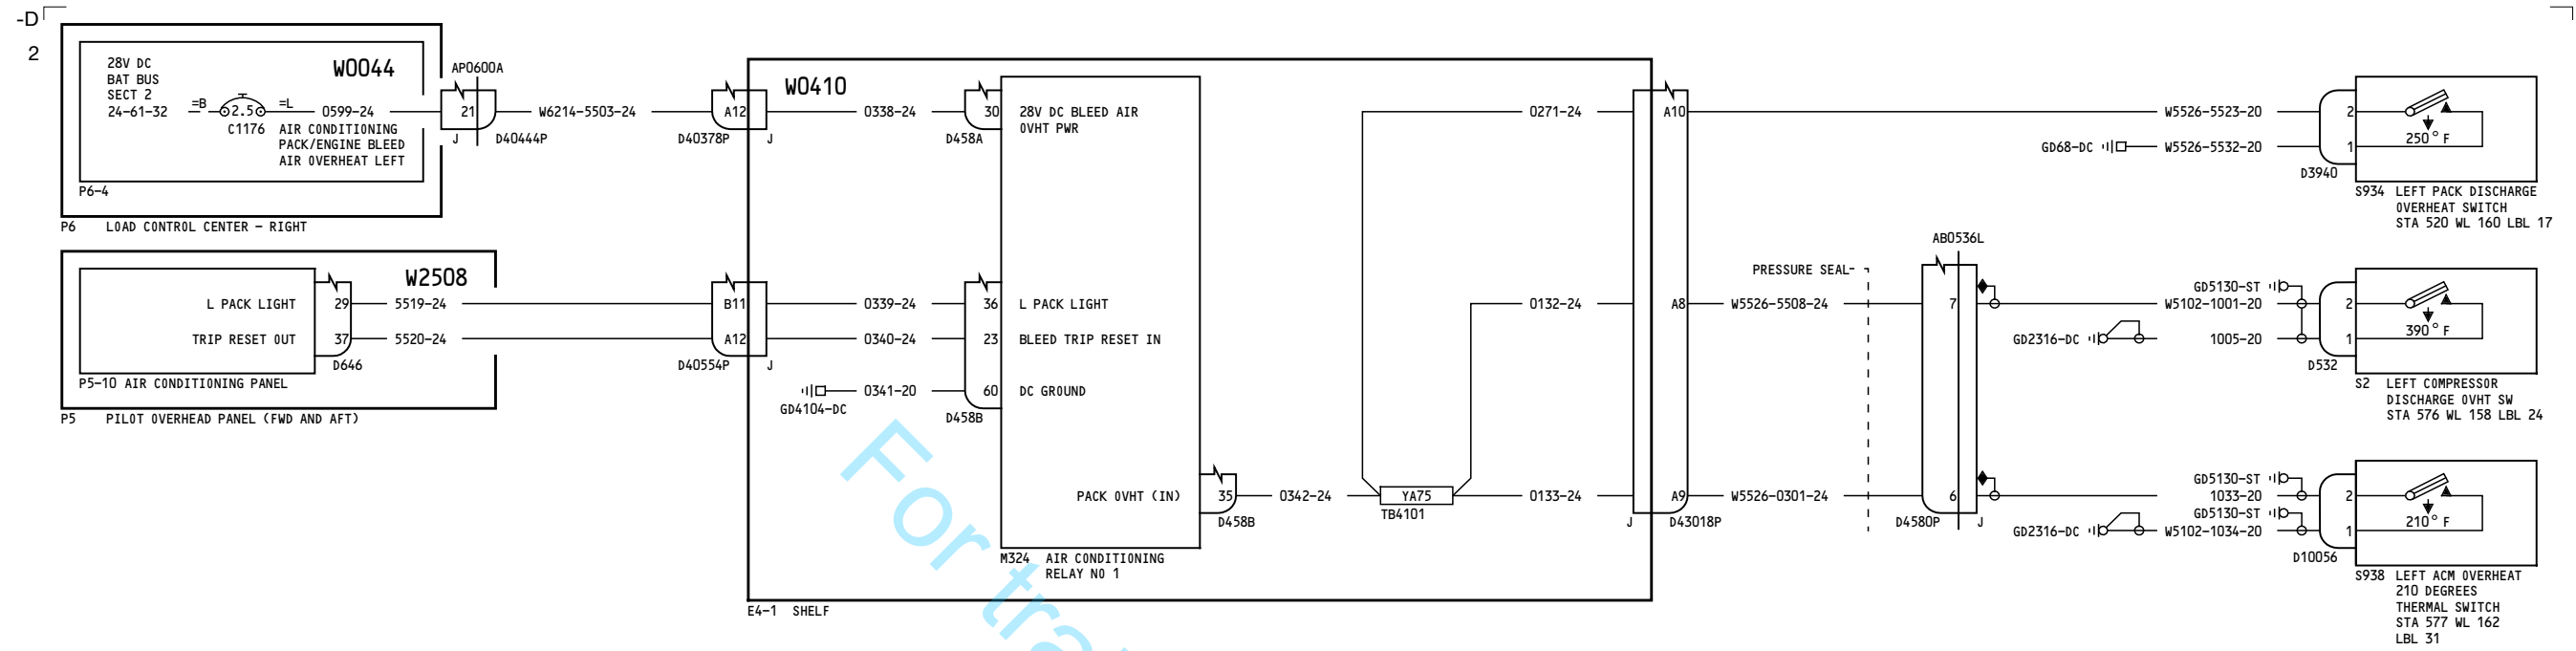 -D
2
28V DC
BAT BUS
SECT 2
24-61-32
=B
2.5
=L
0599-24
C1176
AIR CONDITIONING
PACK/ENGINE BLEED
AIR OVERHEAT LEFT
W0044
P6-4
P6 LOAD CONTROL CENTER - RIGHT
AP0600A
21
J
D40444P
W6214-5503-24
A12
D40378P
J
W0410
0338-24
30
D458A
28V DC BLEED AIR
OVHT PWR
W2508
L PACK LIGHT
29
5519-24
TRIP RESET OUT
37
5520-24
D646
P5-10 AIR CONDITIONING PANEL
P5 PILOT OVERHEAD PANEL (FWD AND AFT)
B11
A12
D40554P
J
0339-24
36
L PACK LIGHT
0340-24
23
BLEED TRIP RESET IN
GD4104-DC
0341-20
60
DC GROUND
D458B
PACK OVHT (IN)
35
D458B
0342-24
M324 AIR CONDITIONING
RELAY NO 1
E4-1 SHELF
YA75
TB4101
0271-24
0132-24
0133-24
A10
A8
A9
J
D43018P
W5526-5508-24
W5526-0301-24
PRESSURE SEAL
AB0536L
7
6
D4580P
J
W5526-5523-20
GD68-DC
W5526-5532-20
2
1
D3940
250° F
S934 LEFT PACK DISCHARGE
OVERHEAT SWITCH
STA 520 WL 160 LBL 17
GD5130-ST
W5102-1001-20
GD2316-DC
1005-20
2
1
D532
390° F
S2 LEFT COMPRESSOR
DISCHARGE OVHT SW
STA 576 WL 158 LBL 24
GD5130-ST
1033-20
GD5130-ST
GD2316-DC
W5102-1034-20
2
1
D10056
210° F
S938 LEFT ACM OVERHEAT
210 DEGREES
THERMAL SWITCH
STA 577 WL 162
LBL 31
For tra